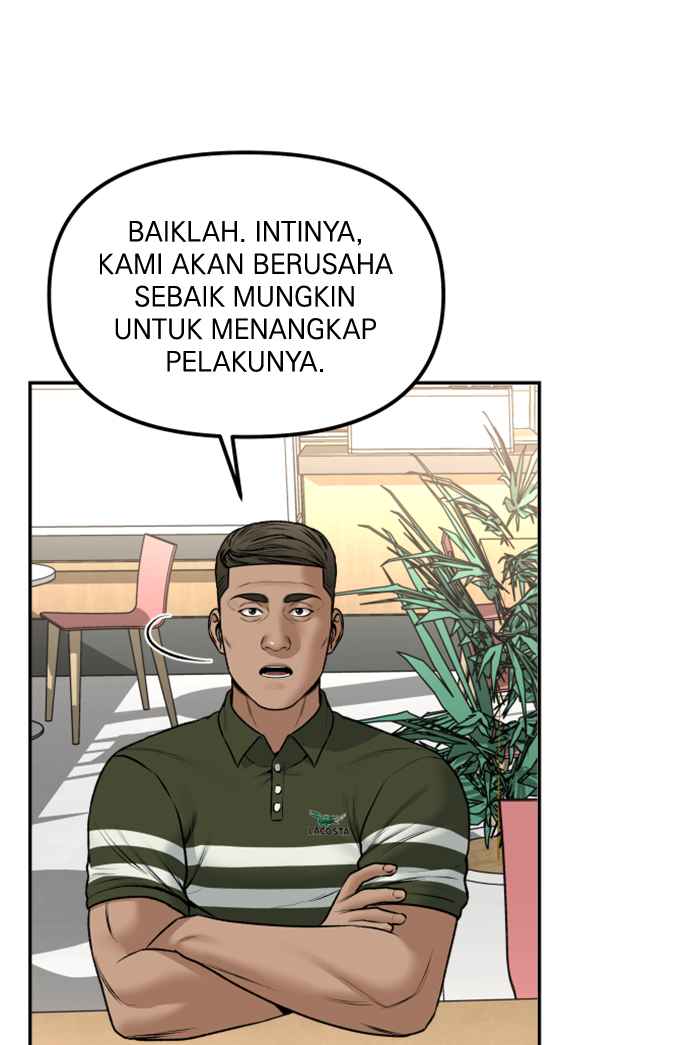 BAIKLAH. INTINYA,
KAMI AKAN BERUSAHA
SEBAIK MUNGKIN
UNTUK MENANGKAP
PELAKUNYA.
LACOSTA